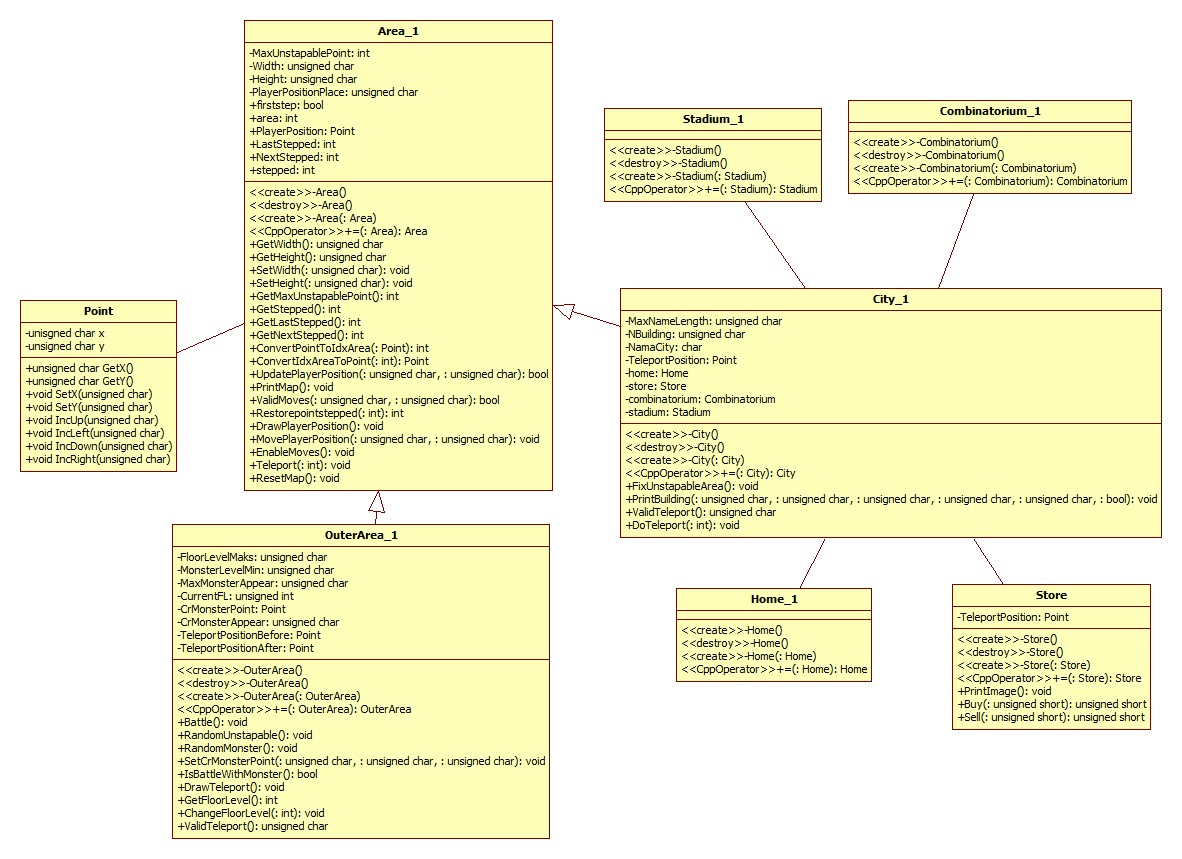 Area_1
-MaxUnstapablePoint: int
-Width: unsigned char
-Height: unsigned char
-PlayerPositionPlace: unsigned char
+firststep: bool
+area: int
+PlayerPosition: Point
+LastStepped: int
+NextStepped: int
+stepped: int
<<create>>-Area()
<<destroy>>-Area()
<<create>>-Area(: Area)
<<CppOperator>>+=(: Area): Area
+GetWidth(): unsigned char
+GetHeight(): unsigned char
+SetWidth(: unsigned char): void
+SetHeight(: unsigned char): void
+GetMaxUnstapablePoint(): int
+GetStepped(): int
+GetLastStepped(): int
+GetNextStepped(): int
+ConvertPointToIdxArea(: Point): int
+ConvertIdxAreaToPoint(: int): Point
+UpdatePlayerPosition(: unsigned char, : unsigned char): bool
+PrintMap(): void
+ValidMoves(: unsigned char, : unsigned char): bool
+Restorepointstepped(: int): int
+DrawPlayerPosition(): void
+MovePlayerPosition(: unsigned char, : unsigned char): void
+EnableMoves(): void
+Teleport(: int): void
+ResetMap(): void
Stadium_1
<<create>>-Stadium()
<<destroy>>-Stadium()
<<create>>-Stadium(: Stadium)
<<CppOperator>>+=(: Stadium): Stadium
Combinatorium_1
<<create>>-Combinatorium()
<<destroy>>-Combinatorium()
<<create>>-Combinatorium(: Combinatorium)
<<CppOperator>>+=(: Combinatorium): Combinatorium
Point
-unisgned char x
-unsigned char y
+unsigned char GetX()
+unsigned char GetY()
+void SetX(unsigned char)
+void SetY(unsigned char)
+void IncUp(unsigned char)
+void IncLeft(unsigned char)
+void IncDown(unsigned char)
+void IncRight(unsigned char)
City_1
-MaxNameLength: unsigned char
-NBuilding: unsigned char
-NamaCity: char
-TeleportPosition: Point
-home: Home
-store: Store
-combinatorium: Combinatorium
-stadium: Stadium
<<create>>-City()
<<destroy>>-City()
<<create>>-City(: City)
<<CppOperator>>+=(: City): City
+FixUnstapableArea(): void
+PrintBuilding(: unsigned char, : unsigned char, : unsigned char, : unsigned char, : unsigned char, : bool): void
+ValidTeleport(): unsigned char
+DoTeleport(: int): void
OuterArea_1
-FloorLevelMaks: unsigned char
-MonsterLevelMin: unsigned char
-MaxMonsterAppear: unsigned char
-CurrentFL: unsigned int
-CrMonsterPoint: Point
-CrMonsterAppear: unsigned char
-TeleportPositionBefore: Point
-TeleportPositionAfter: Point
<<create>>-OuterArea()
<<destroy>>-OuterArea()
<<create>>-OuterArea(: OuterArea)
<<CppOperator>>+=(: OuterArea): OuterArea
+Battle(): void
+RandomUnstapable(): void
+RandomMonster(): void
+SetCrMonsterPoint(: unsigned char, : unsigned char, : unsigned char): void
+IsBattleWithMonster(): bool
+DrawTeleport(): void
+GetFloorLevel(): int
+ChangeFloorLevel(: int): void
+ValidTeleport(): unsigned char
Home_1
<<create>>-Home()
<<destroy>>-Home()
<<create>>-Home(: Home)
<<CppOperator>>+=(: Home): Home
Store
-TeleportPosition: Point
<<create>>-Store()
<<destroy>>-Store()
<<create>>-Store(: Store)
<<CppOperator>>+=(: Store): Store
+PrintImage(): void
+Buy(: unsigned short): unsigned short
+Sell(: unsigned short): unsigned short